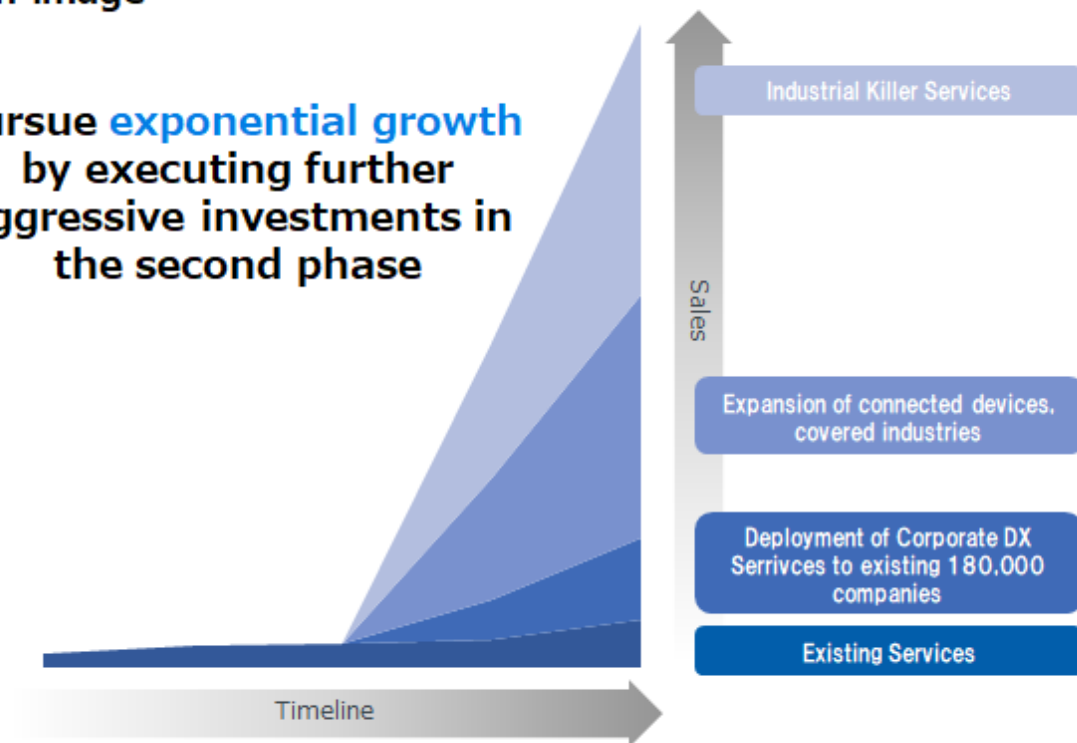 image
ursue exponential growth
by executing further
ggressive investments in
the second phase
Sales
Industrial Killer Services
Expansion of connected devices.
covered industries
Deployment of Corporate DX
Serrivces to existing 180,000
companies
Existing Services
Timeline